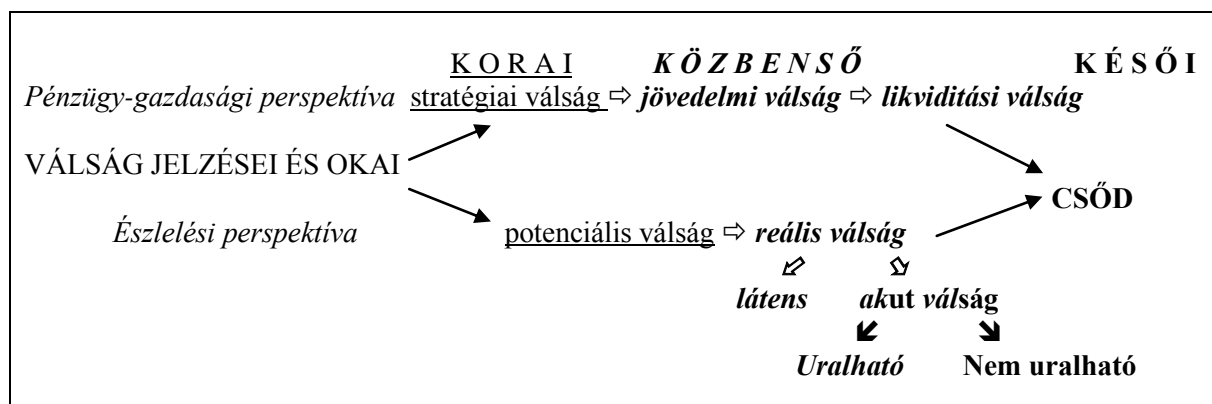 K O R A I K Ö Z B E N S Ő K É S Ő I
Pénzügy-gazdasági perspektíva stratégiai válság ⇨ jövedelmi válság ⇨ likviditási válság
VÁLSÁG JELZÉSEI ÉS OKAI
CSŐD
Észlelési perspektíva potenciális válság ⇨ reális válság
látens akut válság
Uralható Nem uralható